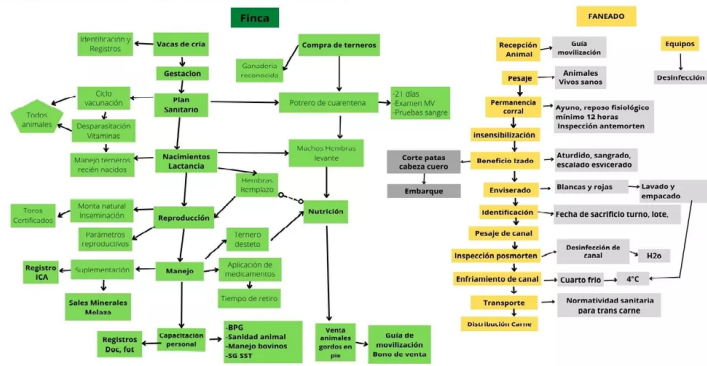 Finca
Identificación y
Registros
Vacas de cria
Compra de terneros
Ganaderia
reconocida
Gestacion
Ciclo
vacunación
Plan
Sanitario
Potrero de cuarentena
-21 días
-Examen MV
-Pruebas sangre
Todos
animales
Desparasitación
Vitaminas
Manejo terneros
recién nacidos
Nacimientos
Lactancia
Muchos Hembras
levante
Hembras
Remplazo
Toros
Certificados
Monta natural
Inseminación.
Reproducción
Nutrición
Parámetros
reproductivos
Ternero
destete
Registro
ICA
Suplementación
Manejo
Aplicación de
medicamentos
Sales Minerales
Melaza
Tiempo de retiro
Registros
Doc, fot
Capacitación
personal
-BPG
-Sanidad animal
-Manejo bovinos
-SG SST
Venta
animales
gordos en
pie
Guía de
movilización
Bono de venta
FANEADO
Recepción
Animal
Guía
movilización
Equipos
Desinfección
Pesaje
Animales
Vivos sanos
Permanencia
corral
Ayuno, reposo fisiológico
mínimo 12 horas
Inspección antemorten
insensibilización
Corte patas
cabeza cuero
Beneficio Izado
Aturdido, sangrado,
escalado esvicerado
Embarque
Enviserado
Blancas y rojas
Lavado y
empacado
Identificación
Fecha de sacrificio turno, lote,
Pesaje de canal
Inspección posmorten
Desinfección de
canal
H2o
Enfriamiento de canal
Cuarto frio
4°C
Transporte
Normatividad sanitaria
para trans carne
Distribución Carne